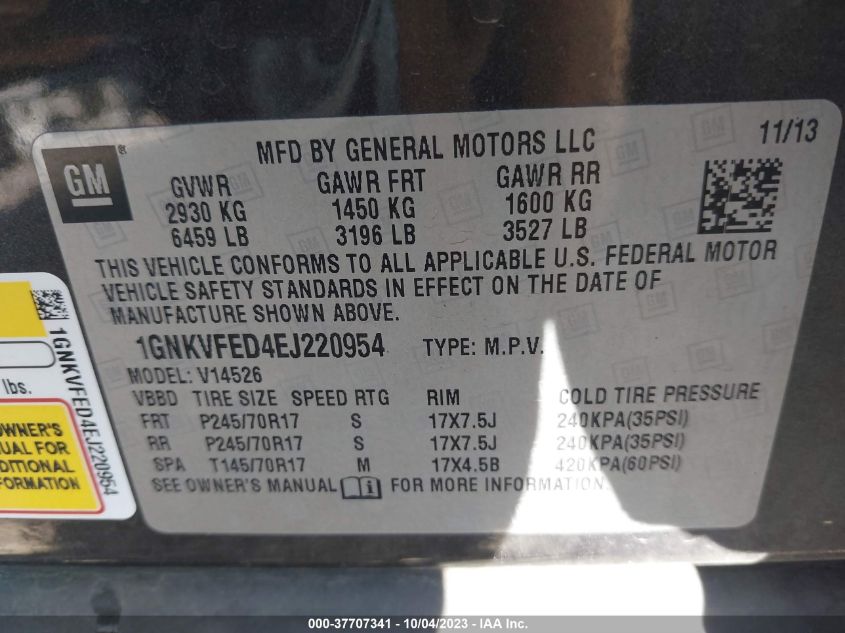 GM
®
MFD BY GENERAL MOTORS LLC
11/13
GVWR GAWR FRT GAWR RR
2930 KG 1450 KG 1600 KG
6459 LB 3196 LB 3527 LB
THIS VEHICLE CONFORMS TO ALL APPLICABLE U.S. FEDERAL MOTOR
VEHICLE SAFETY STANDARDS IN EFFECT ON THE DATE OF
MANUFACTURE SHOWN ABOVE.
1GNKVFED4EJ220954 TYPE: M.P.V.
MODEL: V14526
VBBD TIRE SIZE SPEED RTG RIM COLD TIRE PRESSURE
FRT P245/70R17 S 17X7.5J 240KPA(35PSI)
RR P245/70R17 S 17X7.5J 240KPA(35PSI)
SPA T145/70R17 M 17X4.5B 420KPA(60PSI)
SEE OWNER'S MANUAL FOR MORE INFORMATION.
1GNKVFED4EJ220954
lbs.
OWNER'S
MANUAL FOR
ADDITIONAL
INFORMATION
000-37707341 - 10/04/2023 - IAA Inc.